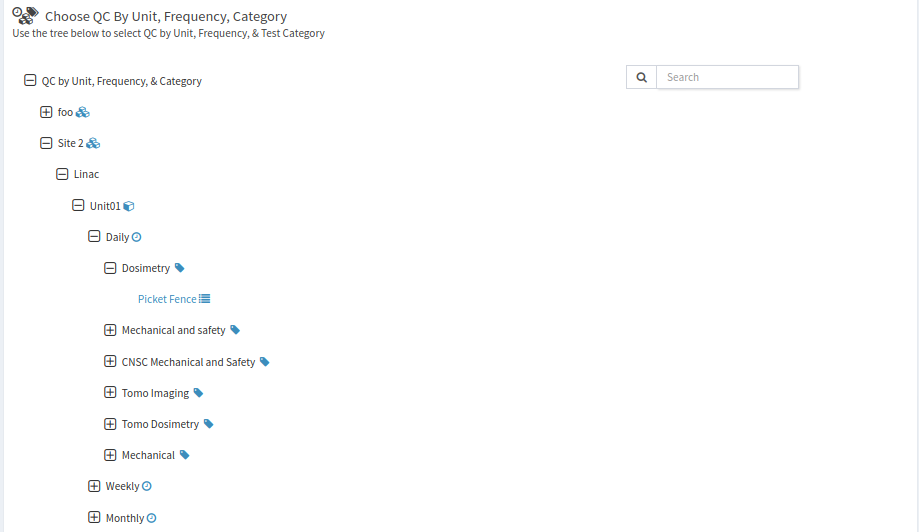 Choose QC By Unit, Frequency, Category
Use the tree below to select QC by Unit, Frequency, & Test Category
QC by Unit, Frequency, & Category
Search
foo
Site 2
Linac
Unit01
Daily
Dosimetry
Picket Fence
Mechanical and safety
CNSC Mechanical and Safety
Tomo Imaging
Tomo Dosimetry
Mechanical
Weekly
Monthly